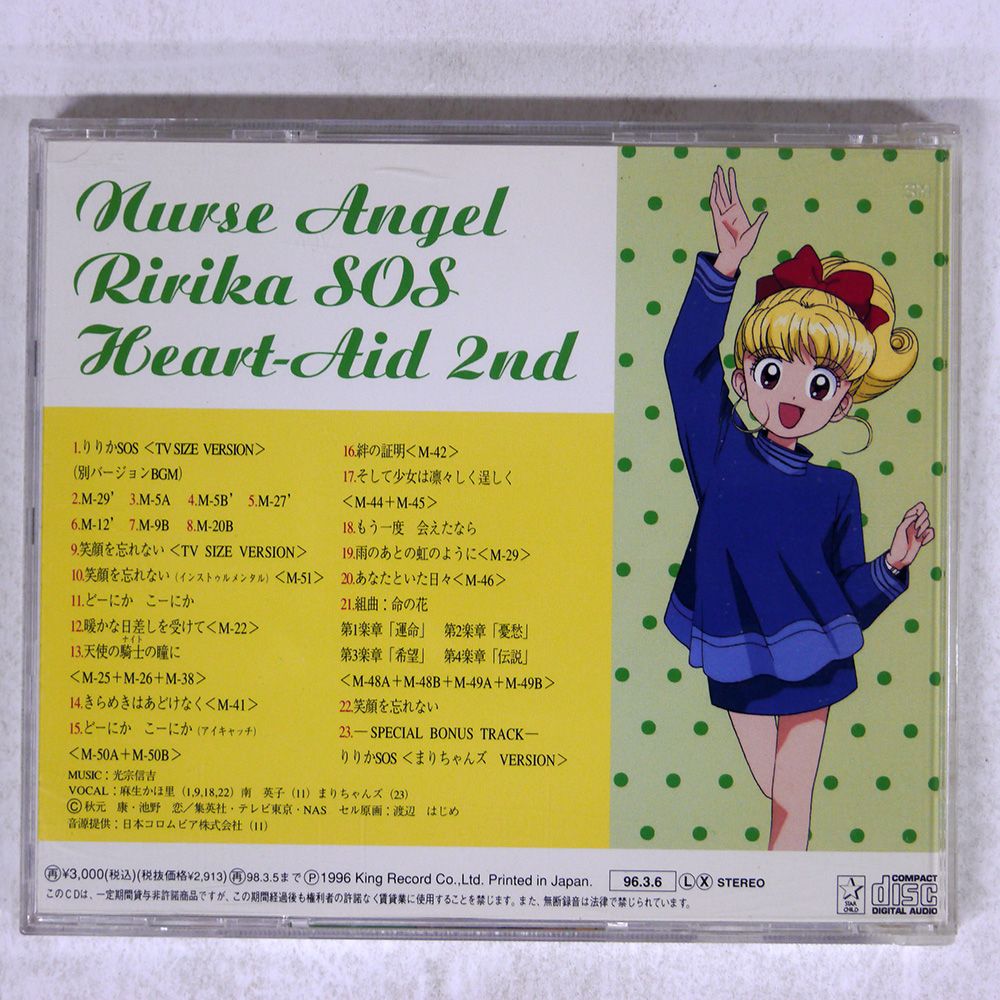 Nurse Angel
Ririka SOS
Heart-Aid 2nd
1.りりかSOS <TV SIZE VERSION>
(別バージョンBGM)
2.M-29' 3.M-5A 4.M-5B' 5.M-27'
6.M-12' 7.M-9B 8.M-20B
9.笑顔を忘れない <TV SIZE VERSION>
10.笑顔を忘れない (インストゥルメンタル) <M-51>
11.どーにか こーにか
12.暖かな日差しを受けて<M-22>
ナイト
13.天使の騎士の瞳に
<M-25+M-26+M-38>
14.きらめきはあどけなく<M-41>
15.どーにか こーにか (アイキャッチ)
<M-50A+M-50B>
16.絆の証明<M-42>
17.そして少女は凛々しく逞しく
<M-44+M-45>
18.もう一度 会えたなら
19.雨のあとの虹のように<M-29>
20.あなたといた日々<M-46>
21.組曲:命の花
第1楽章「運命」 第2楽章「憂愁」
第3楽章「希望」 第4楽章「伝説」
<M-48A+M-48B+M-49A+M-49B>
22.笑顔を忘れない
23.—SPECIAL BONUS TRACK—
りりかSOS <まりちゃんズ VERSION>
MUSIC:光宗信吉
VOCAL:麻生かほ里 (1,9,18,22) 南 英子 (11) まりちゃんズ (23)
Ⓒ秋元 康・池野 恋/集英社・テレビ東京・NAS セル原画:渡辺 はじめ
音源提供:日本コロムビア株式会社 (11)
㊢¥3,000(税込)(税抜価格¥2,913) 再98.3.5まで Ⓟ1996 King Record Co.,Ltd. Printed in Japan. 96.3.6 ⓁⓍ STEREO
このCDは、一定期間貸与非許諾商品ですが、この期間経過後も権利者の許諾なく賃貸業に使用することを禁じます。また、無断録音は法律で禁じられています。
STAR
CHILD
COMPACT
disc
DIGITAL AUDIO